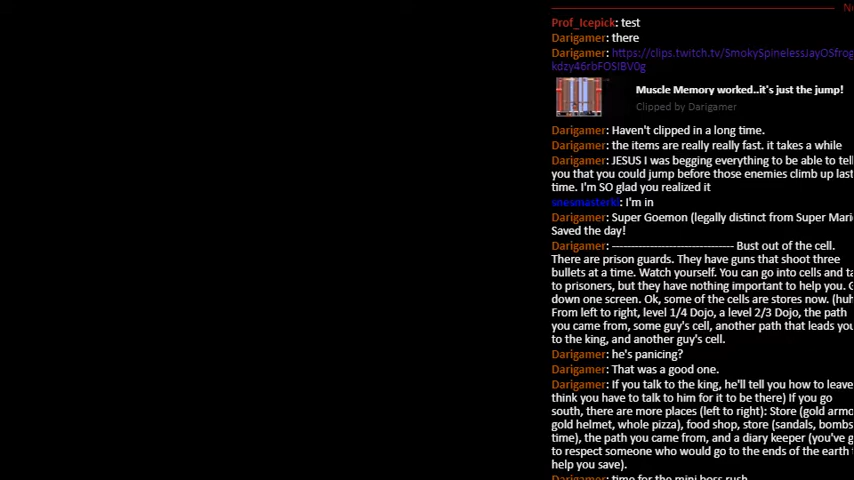 Prof_Icepick: test
Darigamer: there
Darigamer: https://clips.twitch.tv/SmokySpinelessJayOSfrog
kdzy46rbFOSIBV0g
Muscle Memory worked..it's just the jump!
Clipped by Darigamer
Darigamer: Haven't clipped in a long time.
Darigamer: the items are really really fast. it takes a while
Darigamer: JESUS I was begging everything to be able to tell
you that you could jump before those enemies climb up last
time. I'm SO glad you realized it
snesmasterki: I'm in
Darigamer: Super Goemon (legally distinct from Super Mari
Saved the day!
Darigamer: -------------------------------- Bust out of the cell.
There are prison guards. They have guns that shoot three
bullets at a time. Watch yourself. You can go into cells and ta
to prisoners, but they have nothing important to help you. G
down one screen. Ok, some of the cells are stores now. (huh
From left to right, level 1/4 Dojo, a level 2/3 Dojo, the path
you came from, some guy's cell, another path that leads you
to the king, and another guy's cell.
Darigamer: he's panicing?
Darigamer: That was a good one.
Darigamer: If you talk to the king, he'll tell you how to leave
think you have to talk to him for it to be there) If you go
south, there are more places (left to right): Store (gold armo
gold helmet, whole pizza), food shop, store (sandals, bombs
time), the path you came from, and a diary keeper (you've g
to respect someone who would go to the ends of the earth
help you save).
Darigamer: time for the mini boss rush